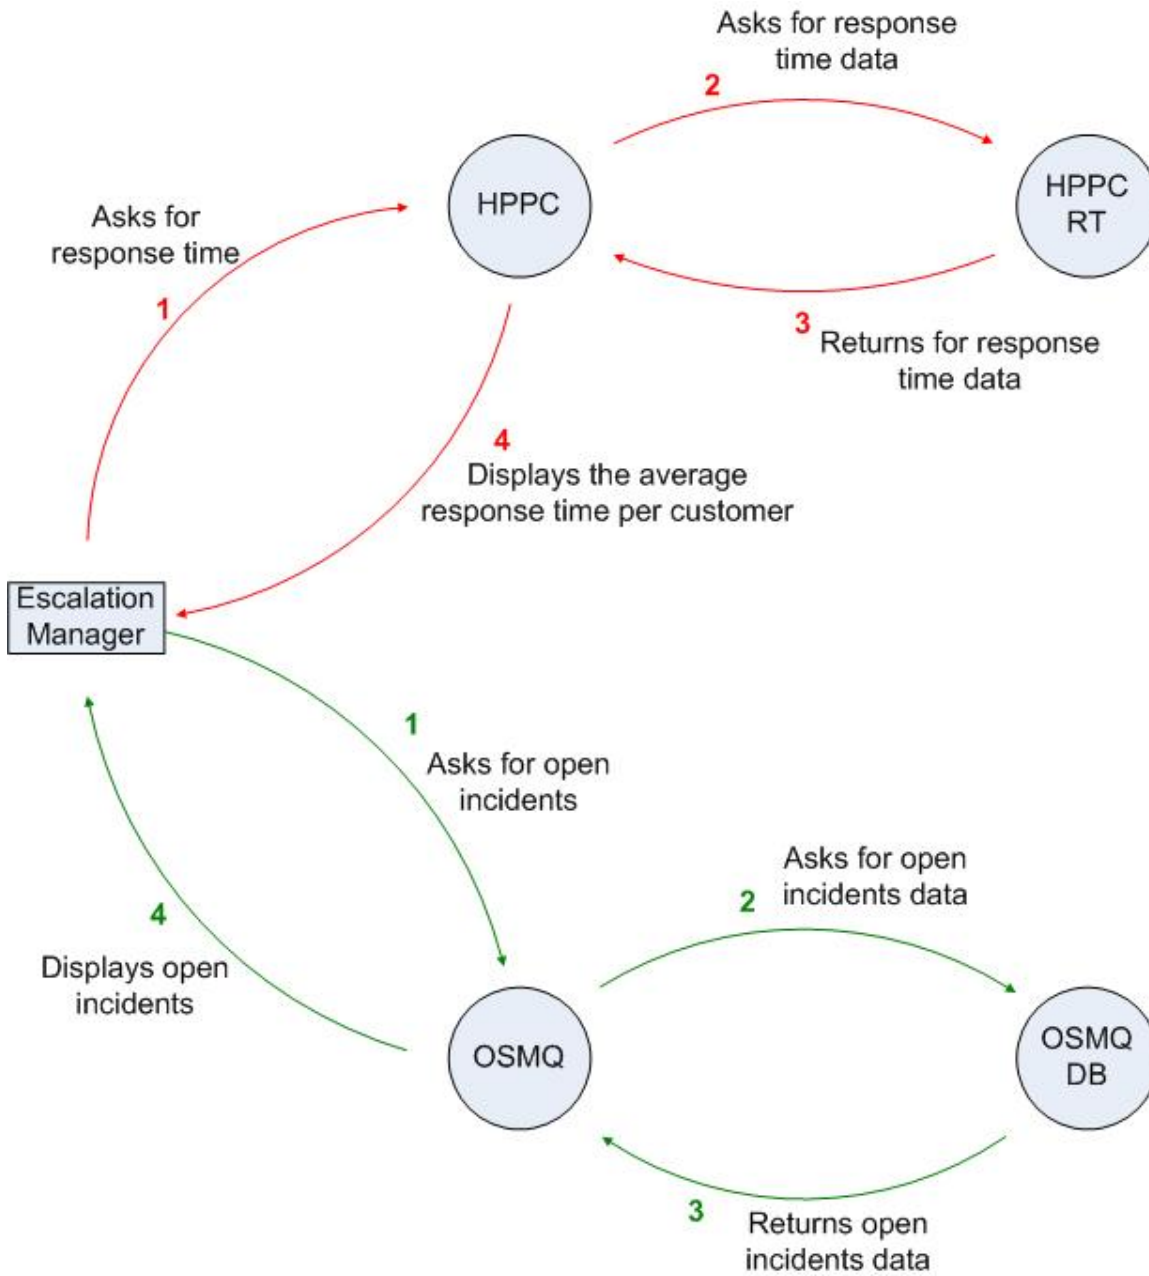 Asks for response
time data
2
HPPC
HPPC
RT
Asks for
response time
1
3
Returns for response
time data
4
Displays the average
response time per customer
Escalation
Manager
1
Asks for open
incidents
2
Asks for open
incidents data
4
Displays open
incidents
OSMQ
OSMQ
DB
3
Returns open
incidents data